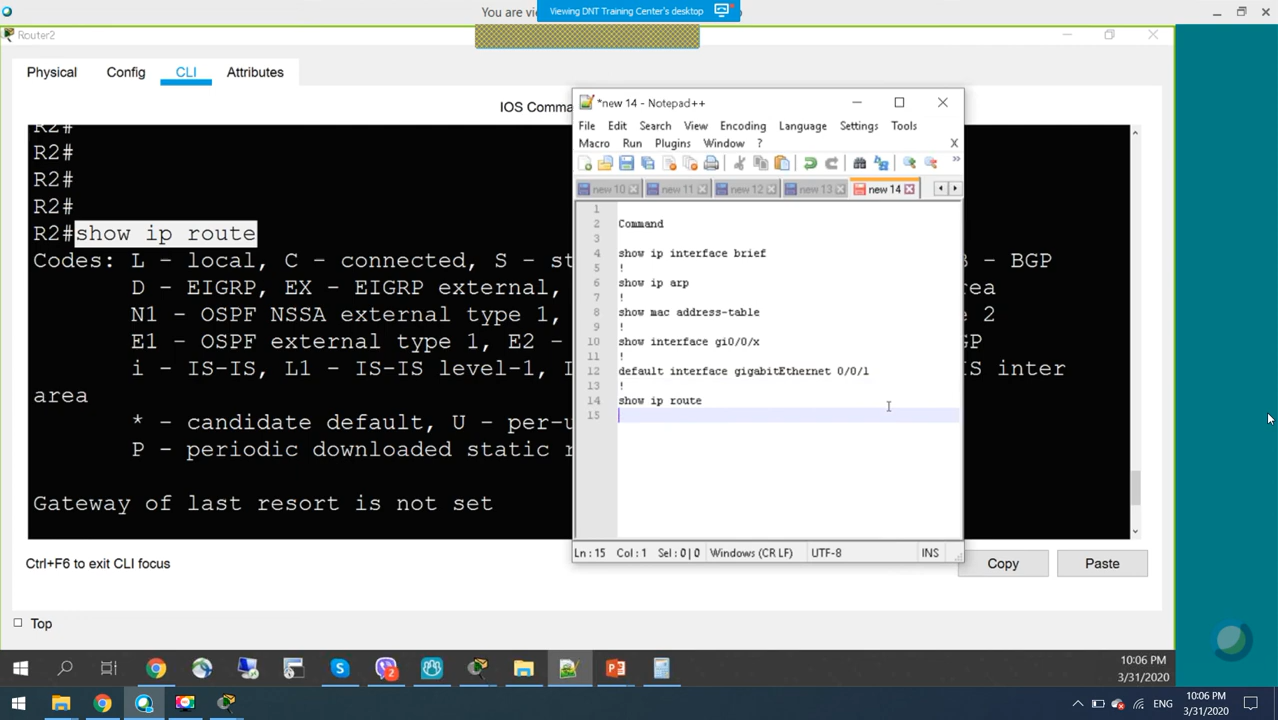 You are vie
Viewing DNT Training Center's desktop
Router2
Physical
Config
CLI
Attributes
IOS Comma
R2#
R2#
R2#
R2#
R2#show ip route
Codes: L - local, C - connected, S - st
B - BGP
D - EIGRP, EX - EIGRP external,
area
N1 - OSPF NSSA external type 1,
2
E1 - OSPF external type 1, E2 -
GP
i - IS-IS, L1 - IS-IS level-1, I
IS inter
area
* - candidate default, U - per-u
P - periodic downloaded static r
Gateway of last resort is not set
Ctrl+F6 to exit CLI focus
Copy
Paste
Top
*new 14 - Notepad++
File Edit Search View Encoding Language Settings Tools
Macro Run Plugins Window ? X
new 10
new 11
new 12
new 13
new 14
1
2 Command
3
4 show ip interface brief
5 !
6 show ip arp
7 !
8 show mac address-table
9 !
10 show interface gi0/0/x
11 !
12 default interface gigabitEthernet 0/0/1
13 !
14 show ip route
15
Ln : 15 Col : 1 Sel : 0 | 0 Windows (CR LF) UTF-8 INS
10:06 PM
3/31/2020
ENG
10:06 PM
3/31/2020